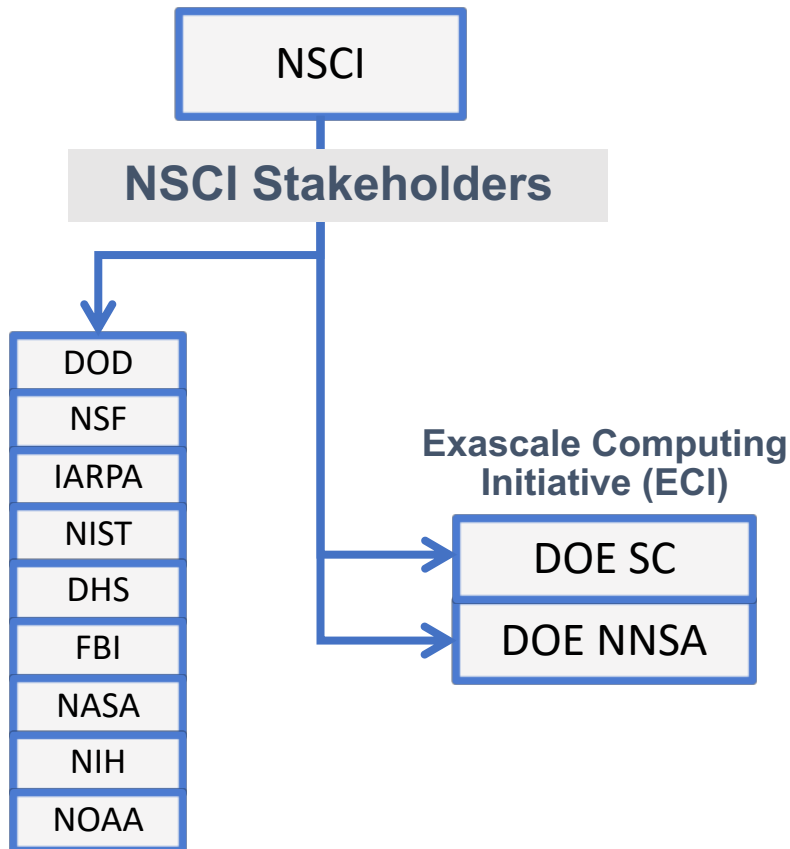 NSCI
NSCI Stakeholders
DOD
NSF
IARPA
NIST
DHS
FBI
NASA
NIH
NOAA
Exascale Computing
Initiative (ECI)
DOE SC
DOE NNSA